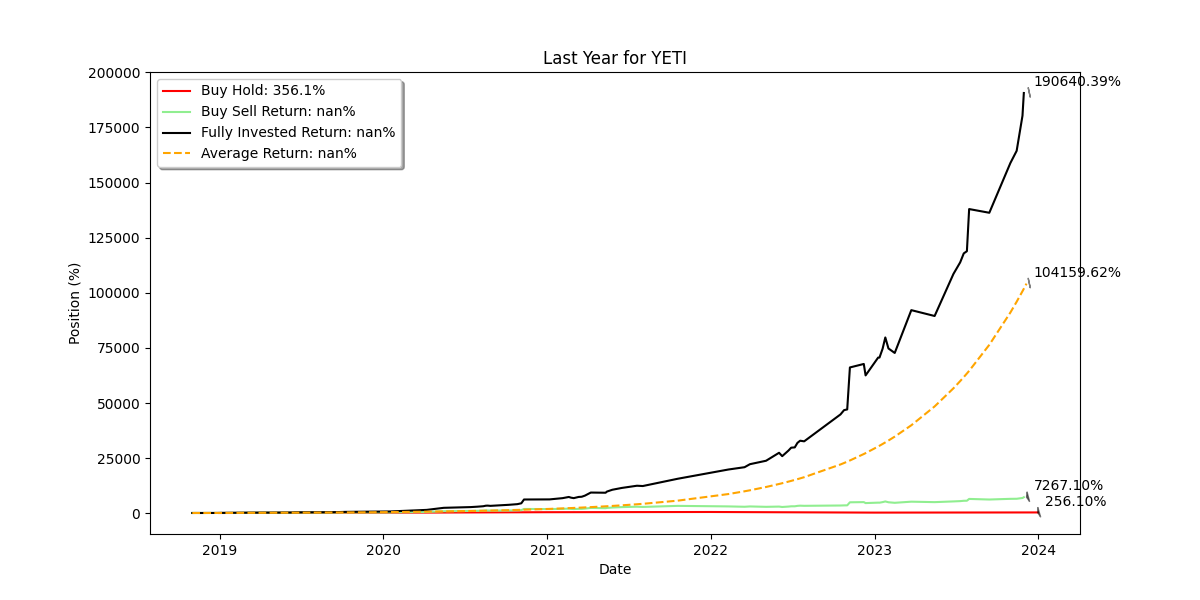 Last Year for YETI
Buy Hold: 356.1%
Buy Sell Return: nan%
Fully Invested Return: nan%
Average Return: nan%
190640.39%
104159.62%
7267.10%
256.10%
Position (%)
200000
175000
150000
125000
100000
75000
50000
25000
0
2019 2020 2021 2022 2023 2024
Date